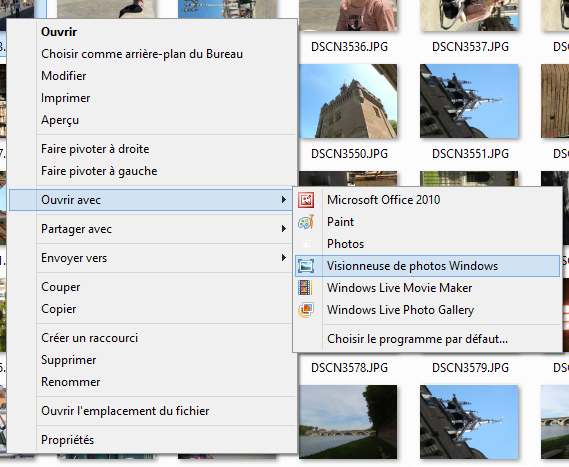 Ouvrir
Choisir comme arrière-plan du Bureau
Modifier
Imprimer
Aperçu
Faire pivoter à droite
Faire pivoter à gauche
Ouvrir avec
Partager avec
Envoyer vers
Couper
Copier
Créer un raccourci
Supprimer
Renommer
Ouvrir l'emplacement du fichier
Propriétés
Microsoft Office 2010
Paint
Photos
Visionneuse de photos Windows
Windows Live Movie Maker
Windows Live Photo Gallery
Choisir le programme par défaut...
DSCN3536.JPG
DSCN3537.JPG
DSCN3550.JPG
DSCN3551.JPG
DSCN3578.JPG
DSCN3579.JPG